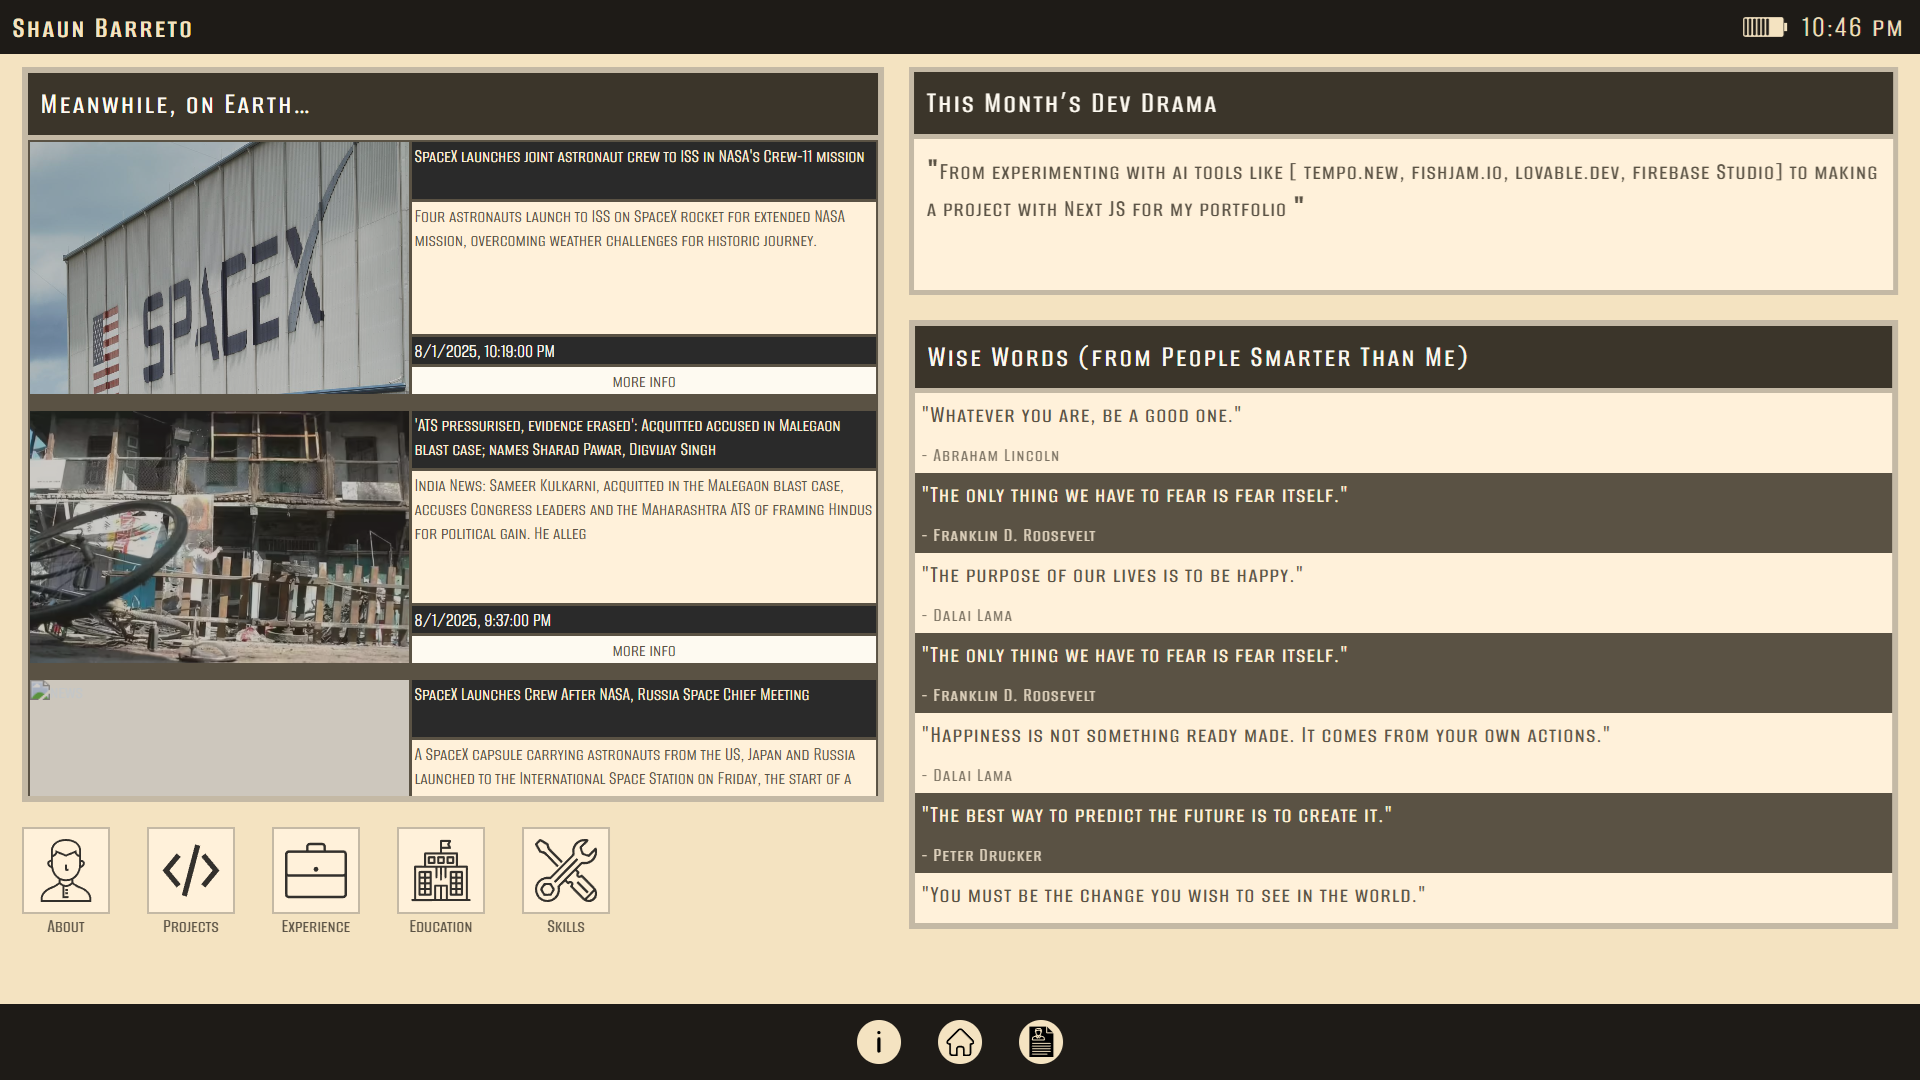 Shaun Barreto
10:46 PM
Meanwhile, on Earth...
SPACEX
SpaceX launches joint astronaut crew to ISS in NASA's Crew-11 mission
Four astronauts launch to ISS on SpaceX rocket for extended NASA
mission, overcoming weather challenges for historic journey.
8/1/2025, 10:19:00 PM
MORE INFO
'ATS pressurised, evidence erased': Acquitted accused in Malegaon
blast case; names Sharad Pawar, Digvijay Singh
India News: Sameer Kulkarni, acquitted in the Malegaon blast case,
accuses Congress leaders and the Maharashtra ATS of framing Hindus
for political gain. He alleg
8/1/2025, 9:37:00 PM
MORE INFO
SpaceX Launches Crew After NASA, Russia Space Chief Meeting
A SpaceX capsule carrying astronauts from the US, Japan and Russia
launched to the International Space Station on Friday, the start of a
About
Projects
Experience
Education
Skills
This Month's Dev Drama
"From experimenting with ai tools like [ tempo.new, fishjam.io, lovable.dev, firebase Studio] to making
a project with Next JS for my portfolio "
Wise Words (from People Smarter Than Me)
"Whatever you are, be a good one."
- Abraham Lincoln
"The only thing we have to fear is fear itself."
- Franklin D. Roosevelt
"The purpose of our lives is to be happy."
- Dalai Lama
"The only thing we have to fear is fear itself."
- Franklin D. Roosevelt
"Happiness is not something ready made. It comes from your own actions."
- Dalai Lama
"The best way to predict the future is to create it."
- Peter Drucker
"You must be the change you wish to see in the world."
i